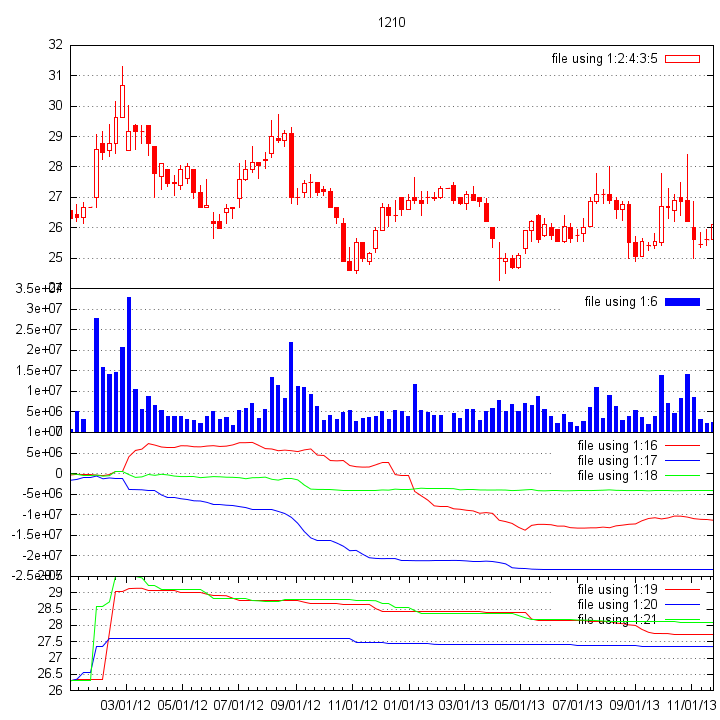 1210
32
file using 1:2:4:3:5
31
30
29
28
27
26
25
24
3.5e+07
file using 1:6
3e+07
2.5e+07
2e+07
1.5e+07
1e+07
5e+06
0
1e+07
file using 1:16
5e+06
file using 1:17
0
file using 1:18
-5e+06
-1e+07
-1.5e+07
-2e+07
-2.5e+07
file using 1:19
29
file using 1:20
28.5
file using 1:21
28
27.5
27
26.5
26
03/01/12 05/01/12 07/01/12 09/01/12 11/01/12 01/01/13 03/01/13 05/01/13 07/01/13 09/01/13 11/01/13